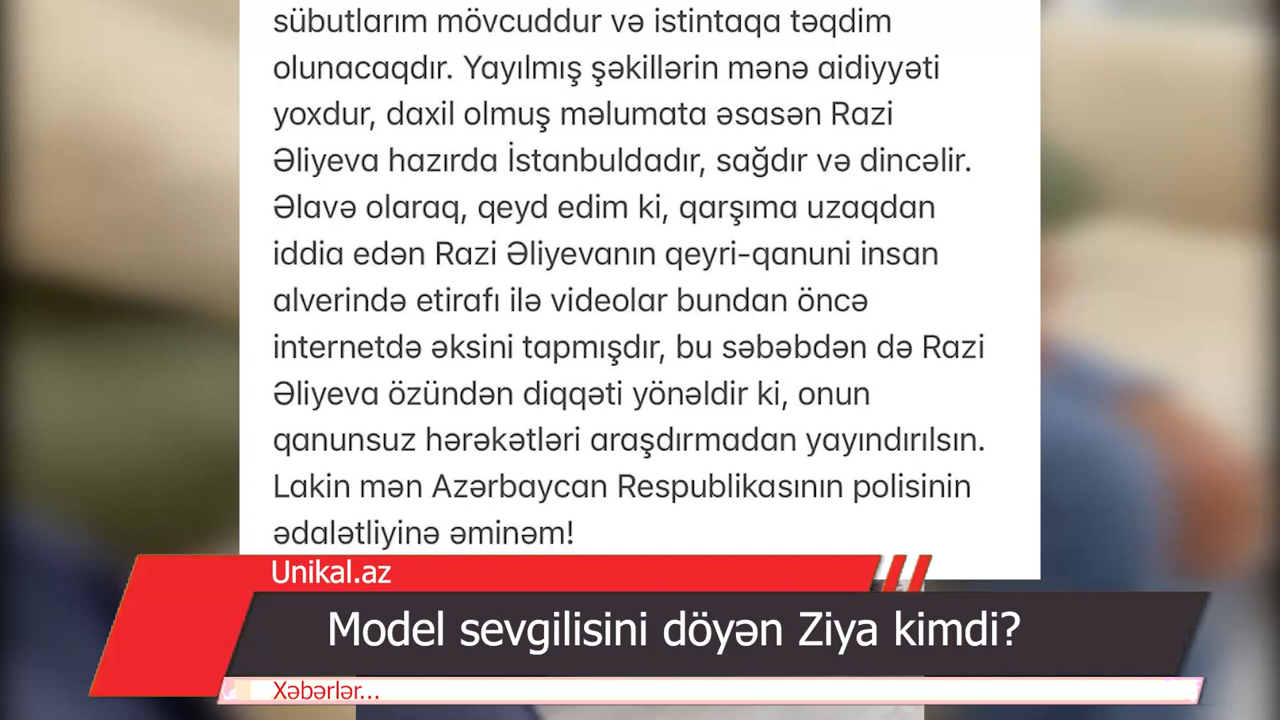 sübutlarım mövcuddur və istintaqa təqdim
olunacaqdır. Yayılmış şəkillərin mənə aidiyyəti
yoxdur, daxil olmuş məlumata əsasən Razi
Əliyeva hazırda İstanbuldadır, sağdır və dincəlir.
Əlavə olaraq, qeyd edim ki, qarşıma uzaqdan
iddia edən Razi Əliyevanın qeyri-qanuni insan
alverində etirafı ilə videolar bundan öncə
internetdə əksini tapmışdır, bu səbəbdən də Razi
Əliyeva özündən diqqəti yönəldir ki, onun
qanunsuz hərəkətləri araşdırmadan yayındırılsın.
Lakin mən Azərbaycan Respublikasının polisinin
ədalətliyinə əminəm!
Unikal.az
Model sevgilisini döyən Ziya kimdi?
Xəbərlər...